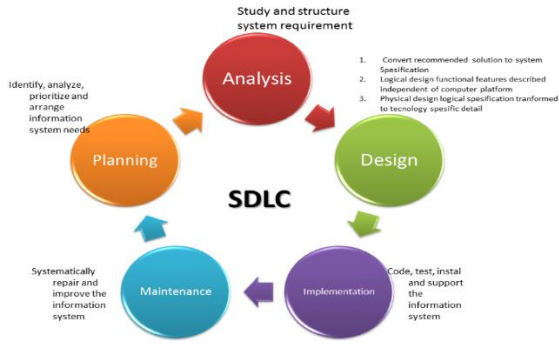 Study and structure
system requirement
Analysis
1. Convert recommended solution to system
Spesification
2. Logical design functional features described
independent of computer platform
3. Physical design logical spesification tranformed
to tecnology spesific detail
Design
Identify, analyze,
prioritize and
arrange
information
system needs
Planning
SDLC
Systematically
repair and
improve the
information
system
Maintenance
Implementation
Code, test, instal
and support
the
information
system